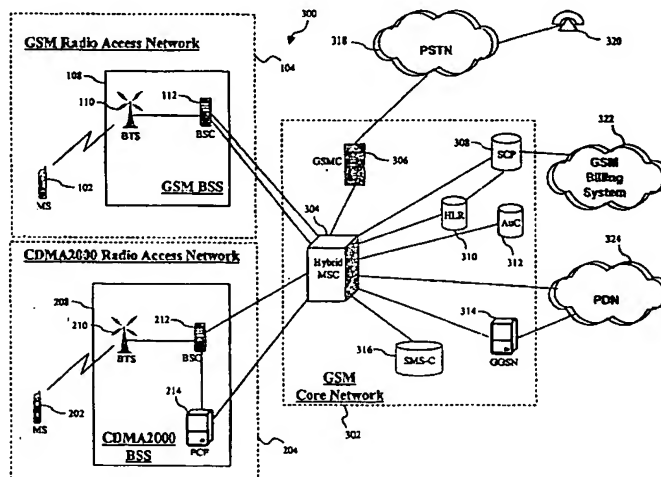 GSM Radio Access Network
108
110
112
BTS
BSC
GSM BSS
102
MS
104
300
318
PSTN
320
GSMC
306
308
SCP
322
GSM
Billing
System
304
Hybrid
MSC
HLR
310
AuC
312
324
PDN
314
GGSN
316
SMS-C
GSM
Core Network
302
CDMA2000 Radio Access Network
208
210
212
BTS
BSC
214
202
MS
PCF
CDMA2000
BSS
204